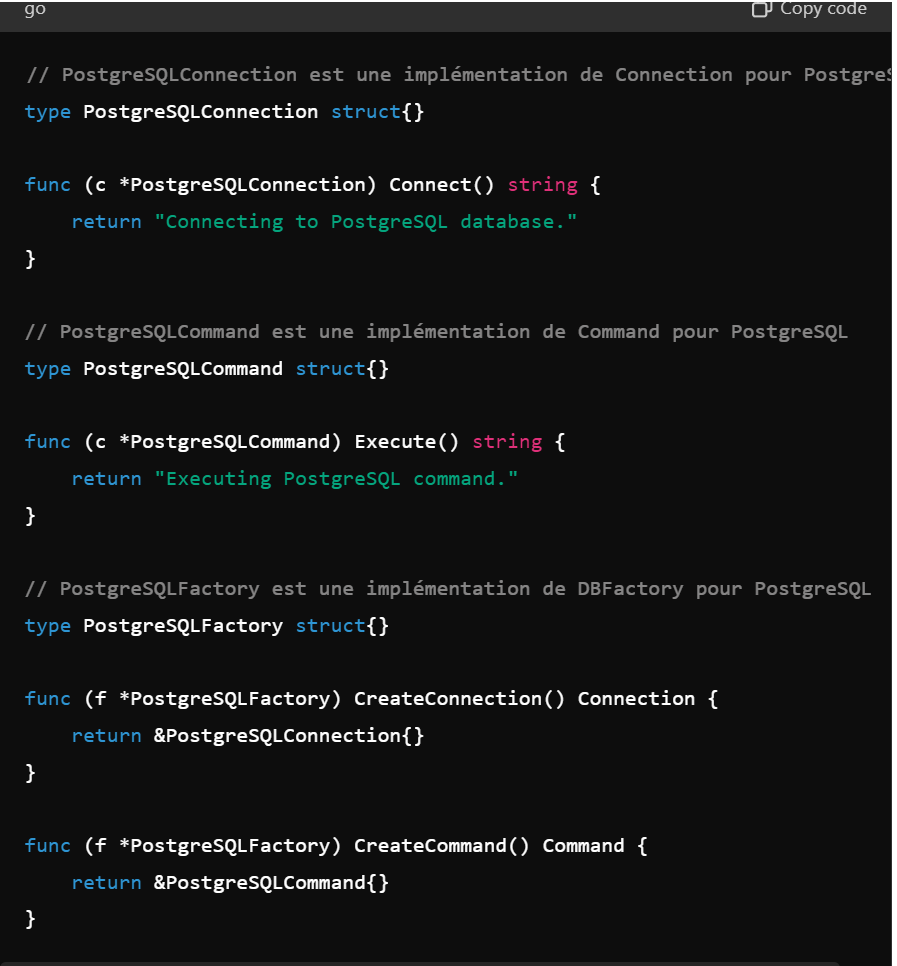 go
Copy code
// PostgreSQLConnection est une implémentation de Connection pour
type PostgreSQLConnection struct{}
func (c *PostgreSQLConnection) Connect() string {
    return "Connecting to PostgreSQL database."
}
// PostgreSQLCommand est une implémentation de Command pour PostgreSQL
type PostgreSQLCommand struct{}
func (c *PostgreSQLCommand) Execute() string {
    return "Executing PostgreSQL command."
}
// PostgreSQLFactory est une implémentation de DBFactory pour PostgreSQL
type PostgreSQLFactory struct{}
func (f *PostgreSQLFactory) CreateConnection() Connection {
    return &PostgreSQLConnection{}
}
func (f *PostgreSQLFactory) CreateCommand() Command {
    return &PostgreSQLCommand{}
}